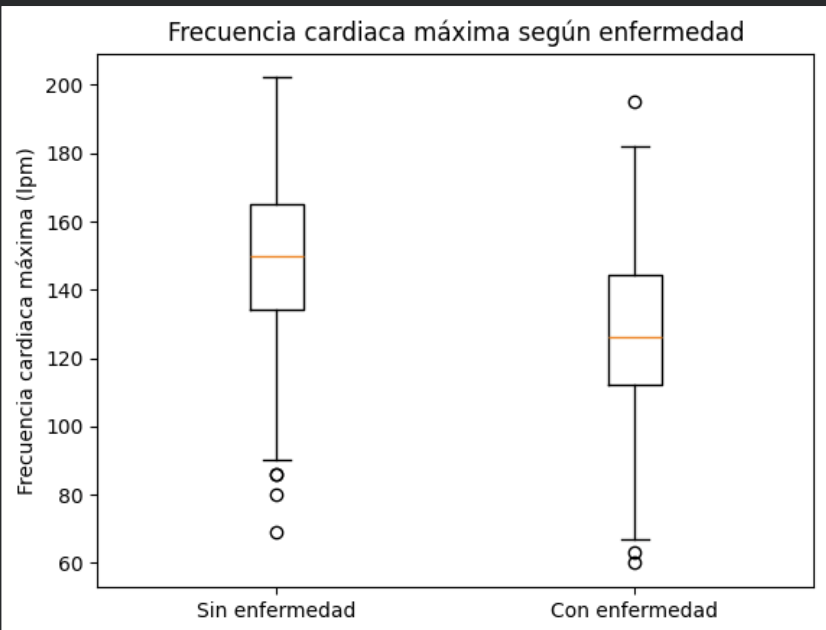 Frecuencia cardiaca máxima según enfermedad
Frecuencia cardiaca máxima (lpm)
200
180
160
140
120
100
80
60
Sin enfermedad
Con enfermedad